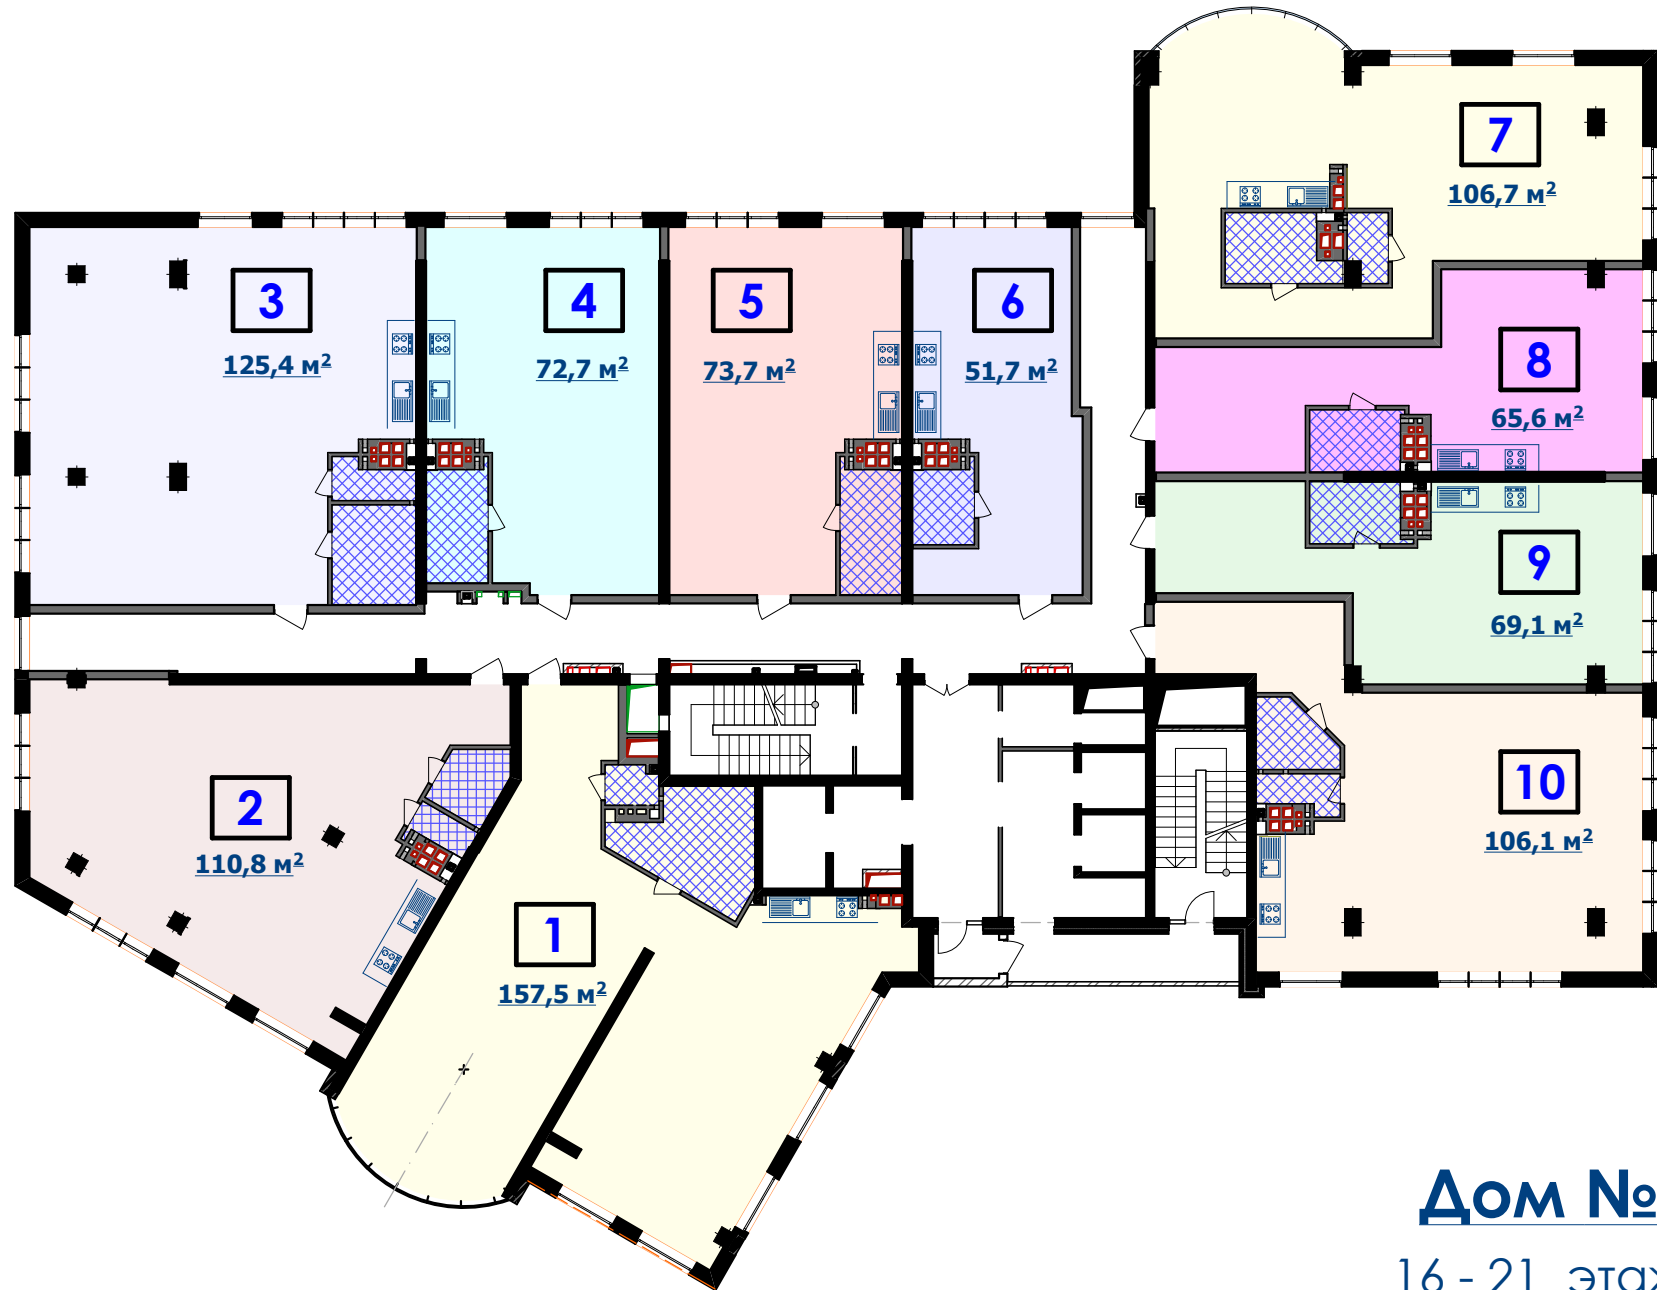 7
106,7 м²
3
125,4 м²
4
72,7 м²
5
73,7 м²
6
51,7 м²
8
65,6 м²
9
69,1 м²
2
110,8 м²
1
157,5 м²
10
106,1 м²
Дом №
16 - 21 этаж